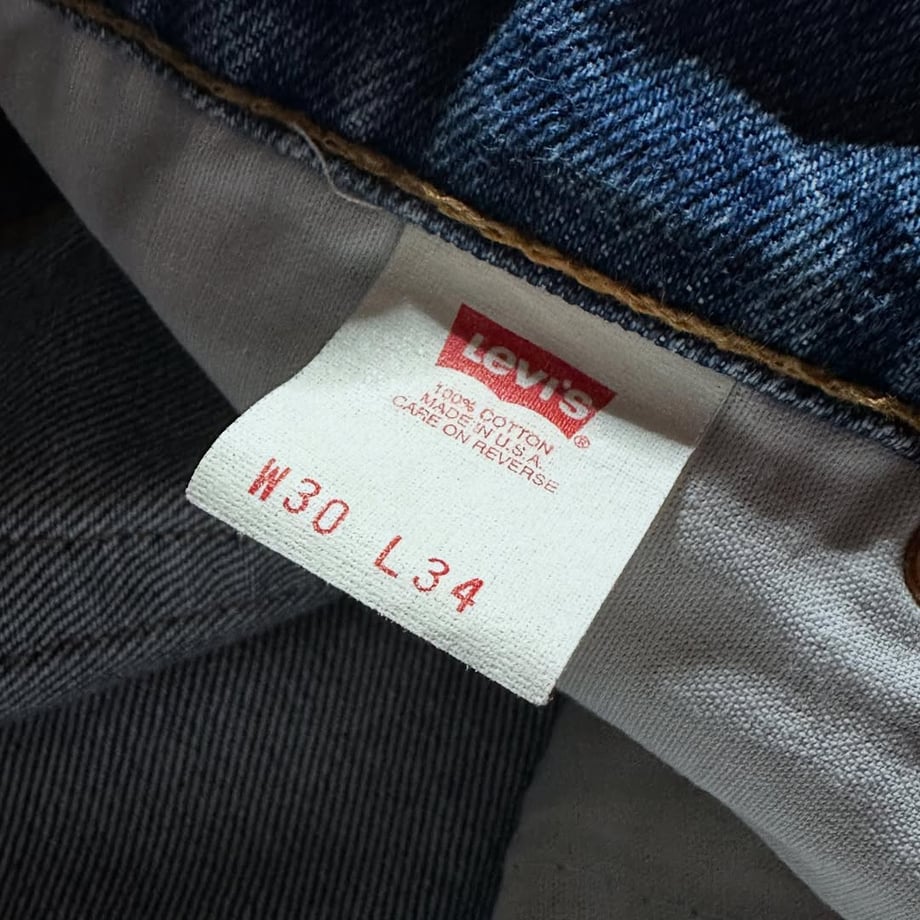 Levi's®
100% COTTON
MADE IN U.S.A.
CARE ON REVERSE
W30 L34